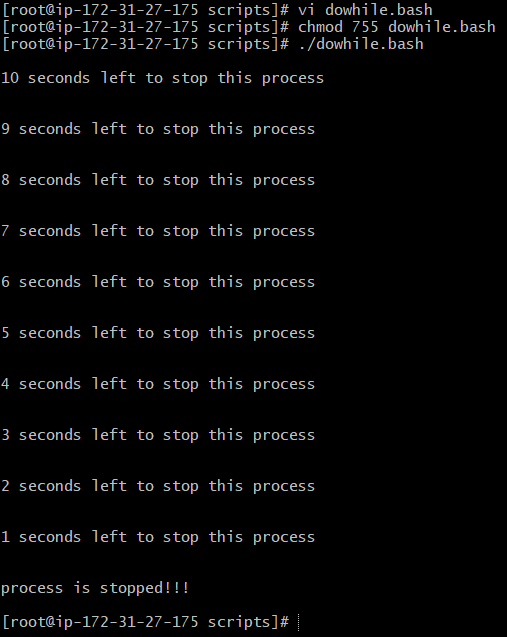 [root@ip-172-31-27-175 scripts]# vi dowhile.bash
[root@ip-172-31-27-175 scripts]# chmod 755 dowhile.bash
[root@ip-172-31-27-175 scripts]# ./dowhile.bash
10 seconds left to stop this process
9 seconds left to stop this process
8 seconds left to stop this process
7 seconds left to stop this process
6 seconds left to stop this process
5 seconds left to stop this process
4 seconds left to stop this process
3 seconds left to stop this process
2 seconds left to stop this process
1 seconds left to stop this process
process is stopped!!!
[root@ip-172-31-27-175 scripts]#